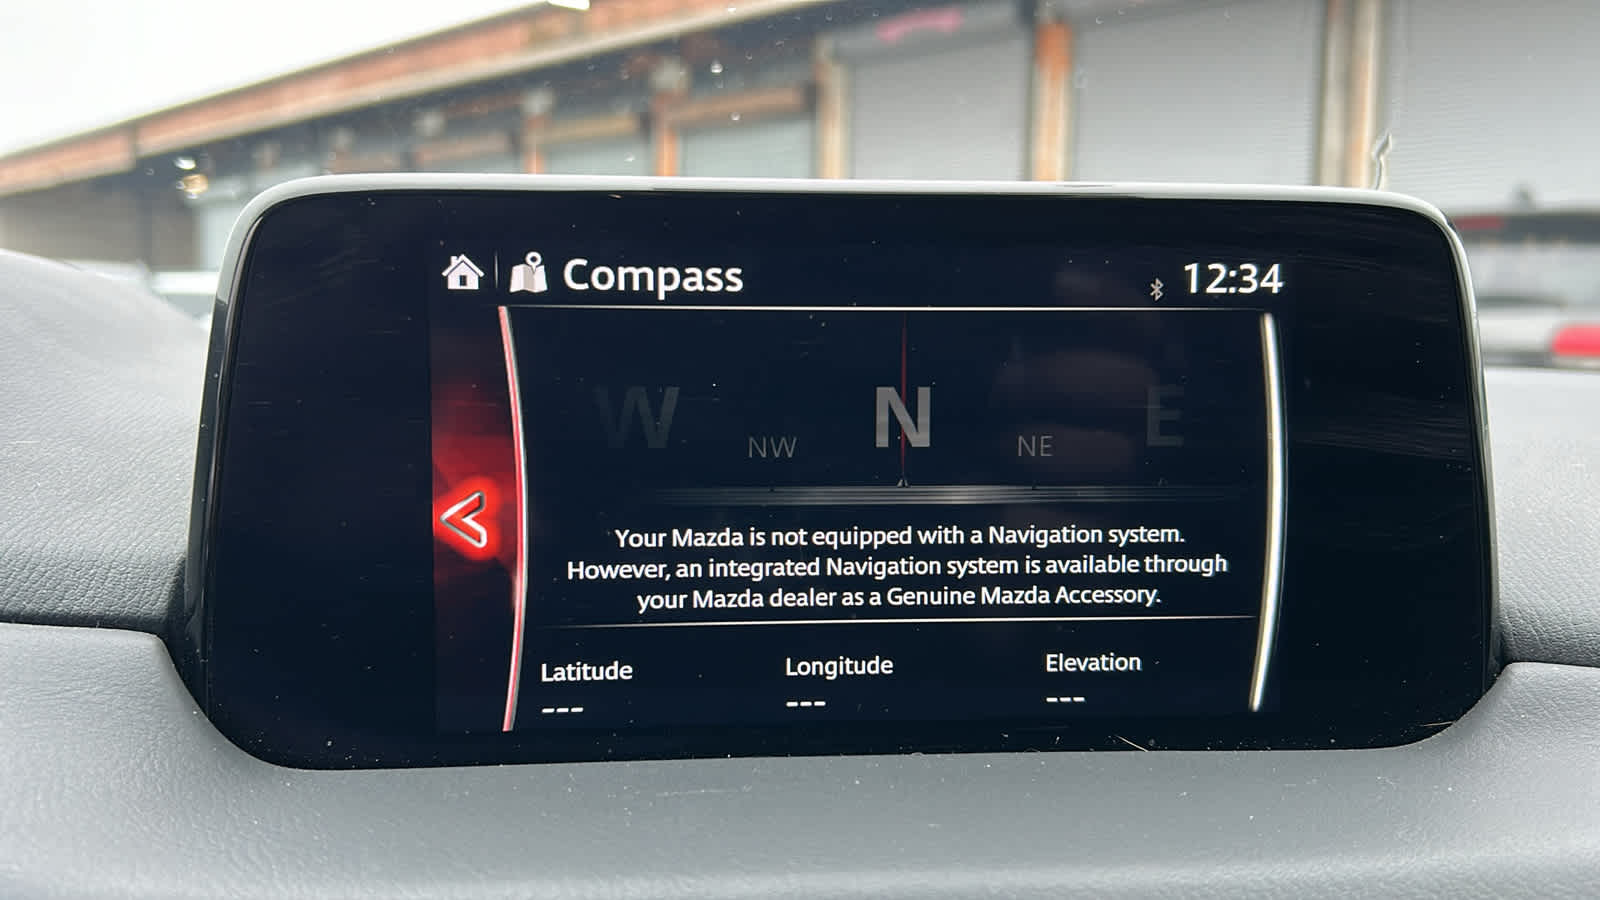 Compass
12:34
W NW N NE E
Your Mazda is not equipped with a Navigation system.
However, an integrated Navigation system is available through
your Mazda dealer as a Genuine Mazda Accessory.
Latitude Longitude Elevation
--- --- ---